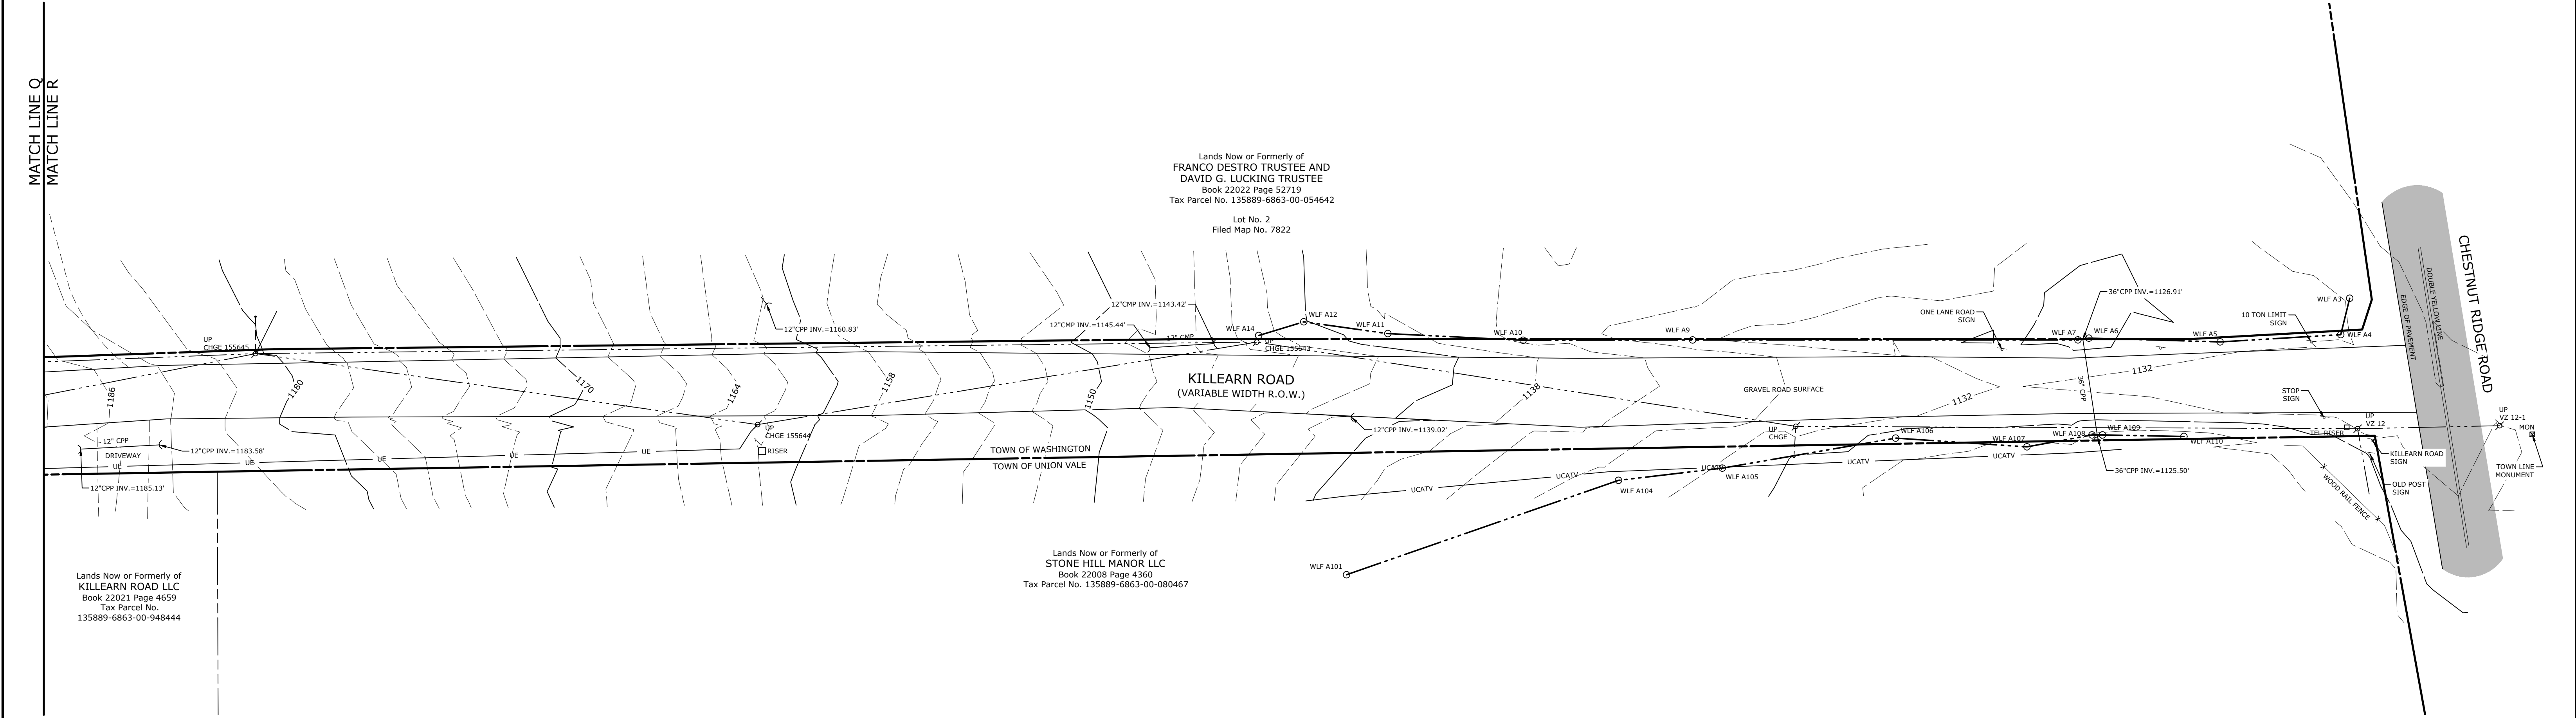 MATCH LINE Q
MATCH LINE R
Lands Now or Formerly of
FRANCO DESTRO TRUSTEE AND
DAVID G. LUCKING TRUSTEE
Book 22022 Page 52719
Tax Parcel No. 135889-6863-00-054642
Lot No. 2
Filed Map No. 7822
UP
CHGE 155645
12"CPP INV.=1160.83'
12"CMP INV.=1143.42'
12"CMP INV.=1145.44'
12" CMP
WLF A14
WLF A12
WLF A11
WLF A10
WLF A9
ONE LANE ROAD
SIGN
36"CPP INV.=1126.91'
WLF A7
WLF A6
WLF A5
10 TON LIMIT
SIGN
WLF A3
WLF A4
UP
CHGE 155643
1186
1180
1170
1164
1158
1150
1138
1132
1132
KILLEARN ROAD
(VARIABLE WIDTH R.O.W.)
GRAVEL ROAD SURFACE
36" CPP
STOP
SIGN
EDGE OF PAVEMENT
DOUBLE YELLOW LINE
CHESTNUT RIDGE ROAD
12" CPP
DRIVEWAY
12"CPP INV.=1183.58'
12"CPP INV.=1185.13'
UE
UE
UE
UE
UE
UP
CHGE 155644
RISER
TOWN OF WASHINGTON
TOWN OF UNION VALE
12"CPP INV.=1139.02'
UP
CHGE
WLF A106
WLF A107
WLF A108
WLF A109
WLF A110
TEL RISER
UP
VZ 12
UP
VZ 12-1
MON
TOWN LINE
MONUMENT
KILLEARN ROAD
SIGN
OLD POST
SIGN
WOOD RAIL FENCE
36"CPP INV.=1125.50'
UCATV
UCATV
UCATV
UCATV
UCATV
WLF A105
WLF A104
WLF A101
Lands Now or Formerly of
STONE HILL MANOR LLC
Book 22008 Page 4360
Tax Parcel No. 135889-6863-00-080467
Lands Now or Formerly of
KILLEARN ROAD LLC
Book 22021 Page 4659
Tax Parcel No.
135889-6863-00-948444